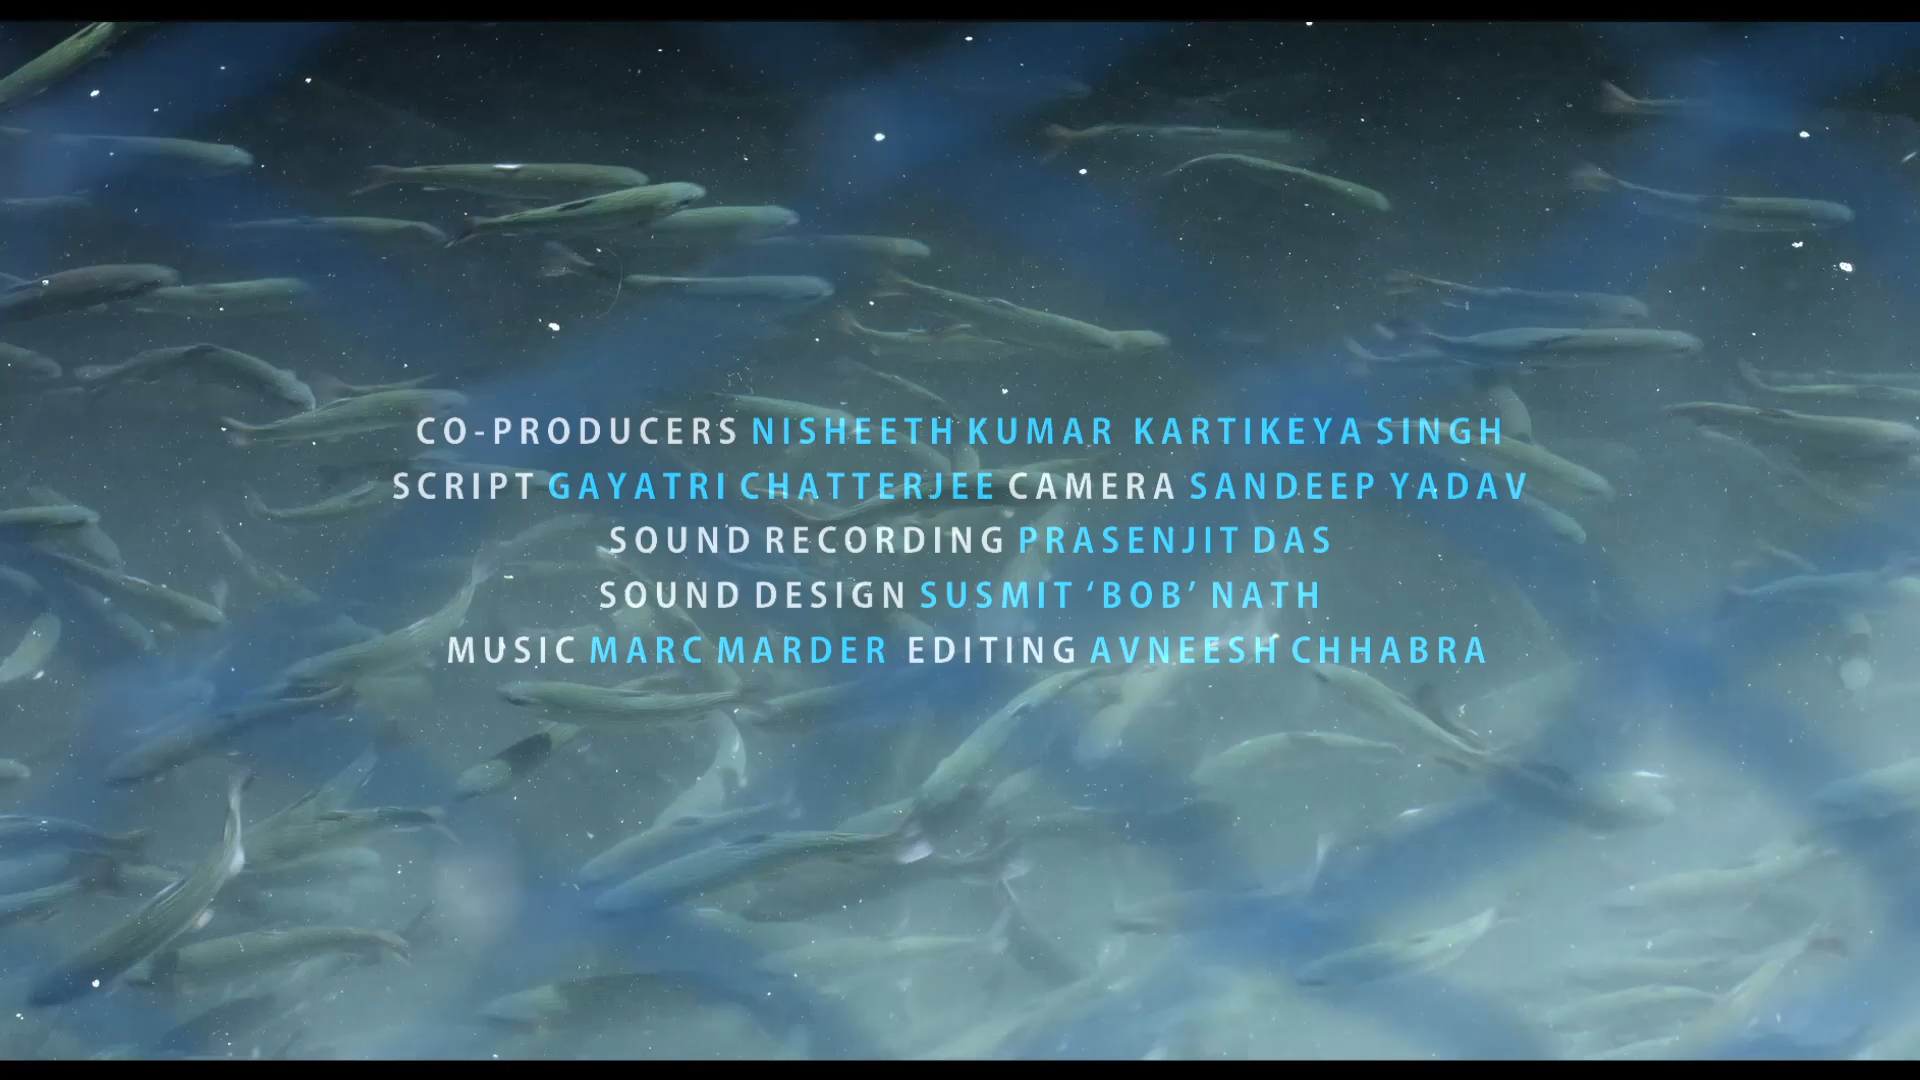 CO-PRODUCERS NISHEETH KUMAR KARTIKEYA SINGH
SCRIPT GAYATRI CHATTERJEE CAMERA SANDEEP YADAV
SOUND RECORDING PRASENJIT DAS
SOUND DESIGN SUSMIT ‘BOB’ NATH
MUSIC MARC MARDER EDITING AVNEESH CHHABRA